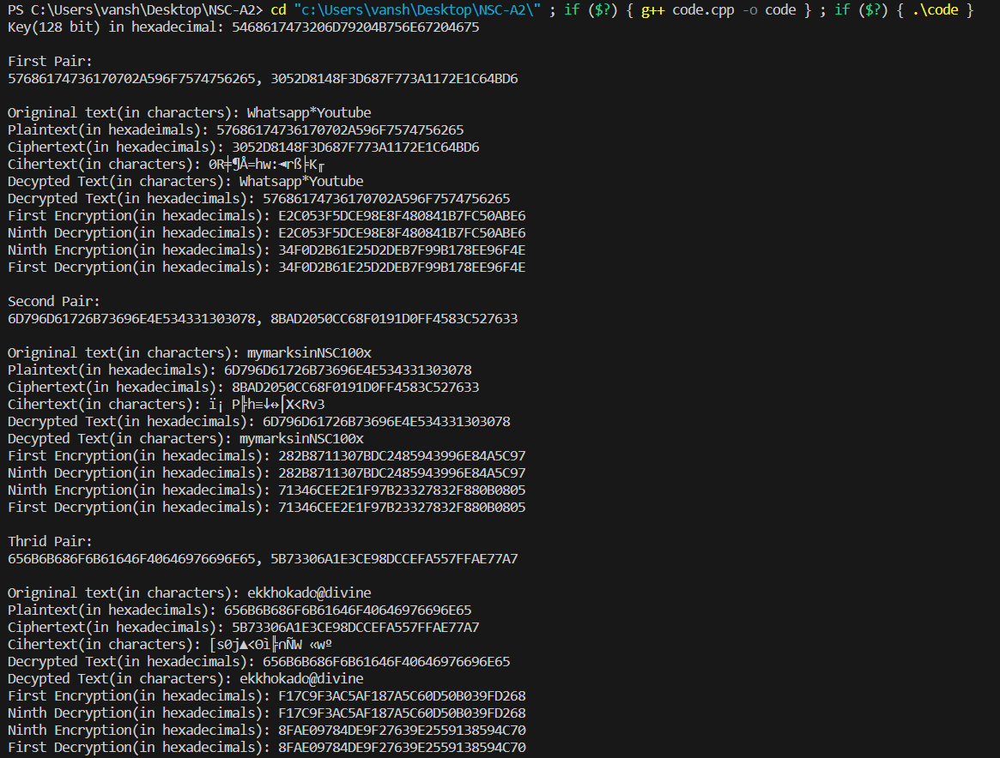 PS C:\Users\vansh\Desktop\NSC-A2> cd "c:\Users\vansh\Desktop\NSC-A2\" ; if ($?) { g++ code.cpp -o code } ; if ($?) { .\code }
Key(128 bit) in hexadecimal: 5468617473206D79204B756E67204675
First Pair:
57686174736170702A596F7574756265, 3052D8148F3D687F773A1172E1C64BD6
Origninal text(in characters): Whatsapp*Youtube
Plaintext(in hexadeimals): 57686174736170702A596F7574756265
Ciphertext(in hexadecimals): 3052D8148F3D687F773A1172E1C64BD6
Cihertext(in characters): 0R╪¶Å=hw:◄rß╞K╓
Decypted Text(in characters): Whatsapp*Youtube
Decrypted Text(in hexadecimals): 57686174736170702A596F7574756265
First Encryption(in hexadecimals): E2C053F5DCE98E8F480841B7FC50ABE6
Ninth Decryption(in hexadecimals): E2C053F5DCE98E8F480841B7FC50ABE6
Ninth Encryption(in hexadecimals): 34F0D2B61E25D2DEB7F99B178EE96F4E
First Decryption(in hexadecimals): 34F0D2B61E25D2DEB7F99B178EE96F4E
Second Pair:
6D796D61726B73696E4E534331303078, 8BAD2050CC68F0191D0FF4583C527633
Origninal text(in characters): mymarksinNSC100x
Plaintext(in hexadecimals): 6D796D61726B73696E4E534331303078
Ciphertext(in hexadecimals): 8BAD2050CC68F0191D0FF4583C527633
Cihertext(in characters): ï¡ P╠h≡↓↔⌠X<Rv3
Decrypted Text(in hexadecimals): 6D796D61726B73696E4E534331303078
Decypted Text(in characters): mymarksinNSC100x
First Encryption(in hexadecimals): 282B8711307BDC2485943996E84A5C97
Ninth Decryption(in hexadecimals): 282B8711307BDC2485943996E84A5C97
Ninth Encryption(in hexadecimals): 71346CEE2E1F97B23327832F880B0805
First Decryption(in hexadecimals): 71346CEE2E1F97B23327832F880B0805
Thrid Pair:
656B6B686F6B61646F40646976696E65, 5B73306A1E3CE98DCCEFA557FFAE77A7
Origninal text(in characters): ekkhokado@divine
Plaintext(in hexadecimals): 656B6B686F6B61646F40646976696E65
Ciphertext(in hexadecimals): 5B73306A1E3CE98DCCEFA557FFAE77A7
Cihertext(in characters): [s0j▲<Θì╠∩ÑW «wº
Decrypted Text(in hexadecimals): 656B6B686F6B61646F40646976696E65
Decypted Text(in characters): ekkhokado@divine
First Encryption(in hexadecimals): F17C9F3AC5AF187A5C60D50B039FD268
Ninth Decryption(in hexadecimals): F17C9F3AC5AF187A5C60D50B039FD268
Ninth Encryption(in hexadecimals): 8FAE09784DE9F27639E2559138594C70
First Decryption(in hexadecimals): 8FAE09784DE9F27639E2559138594C70